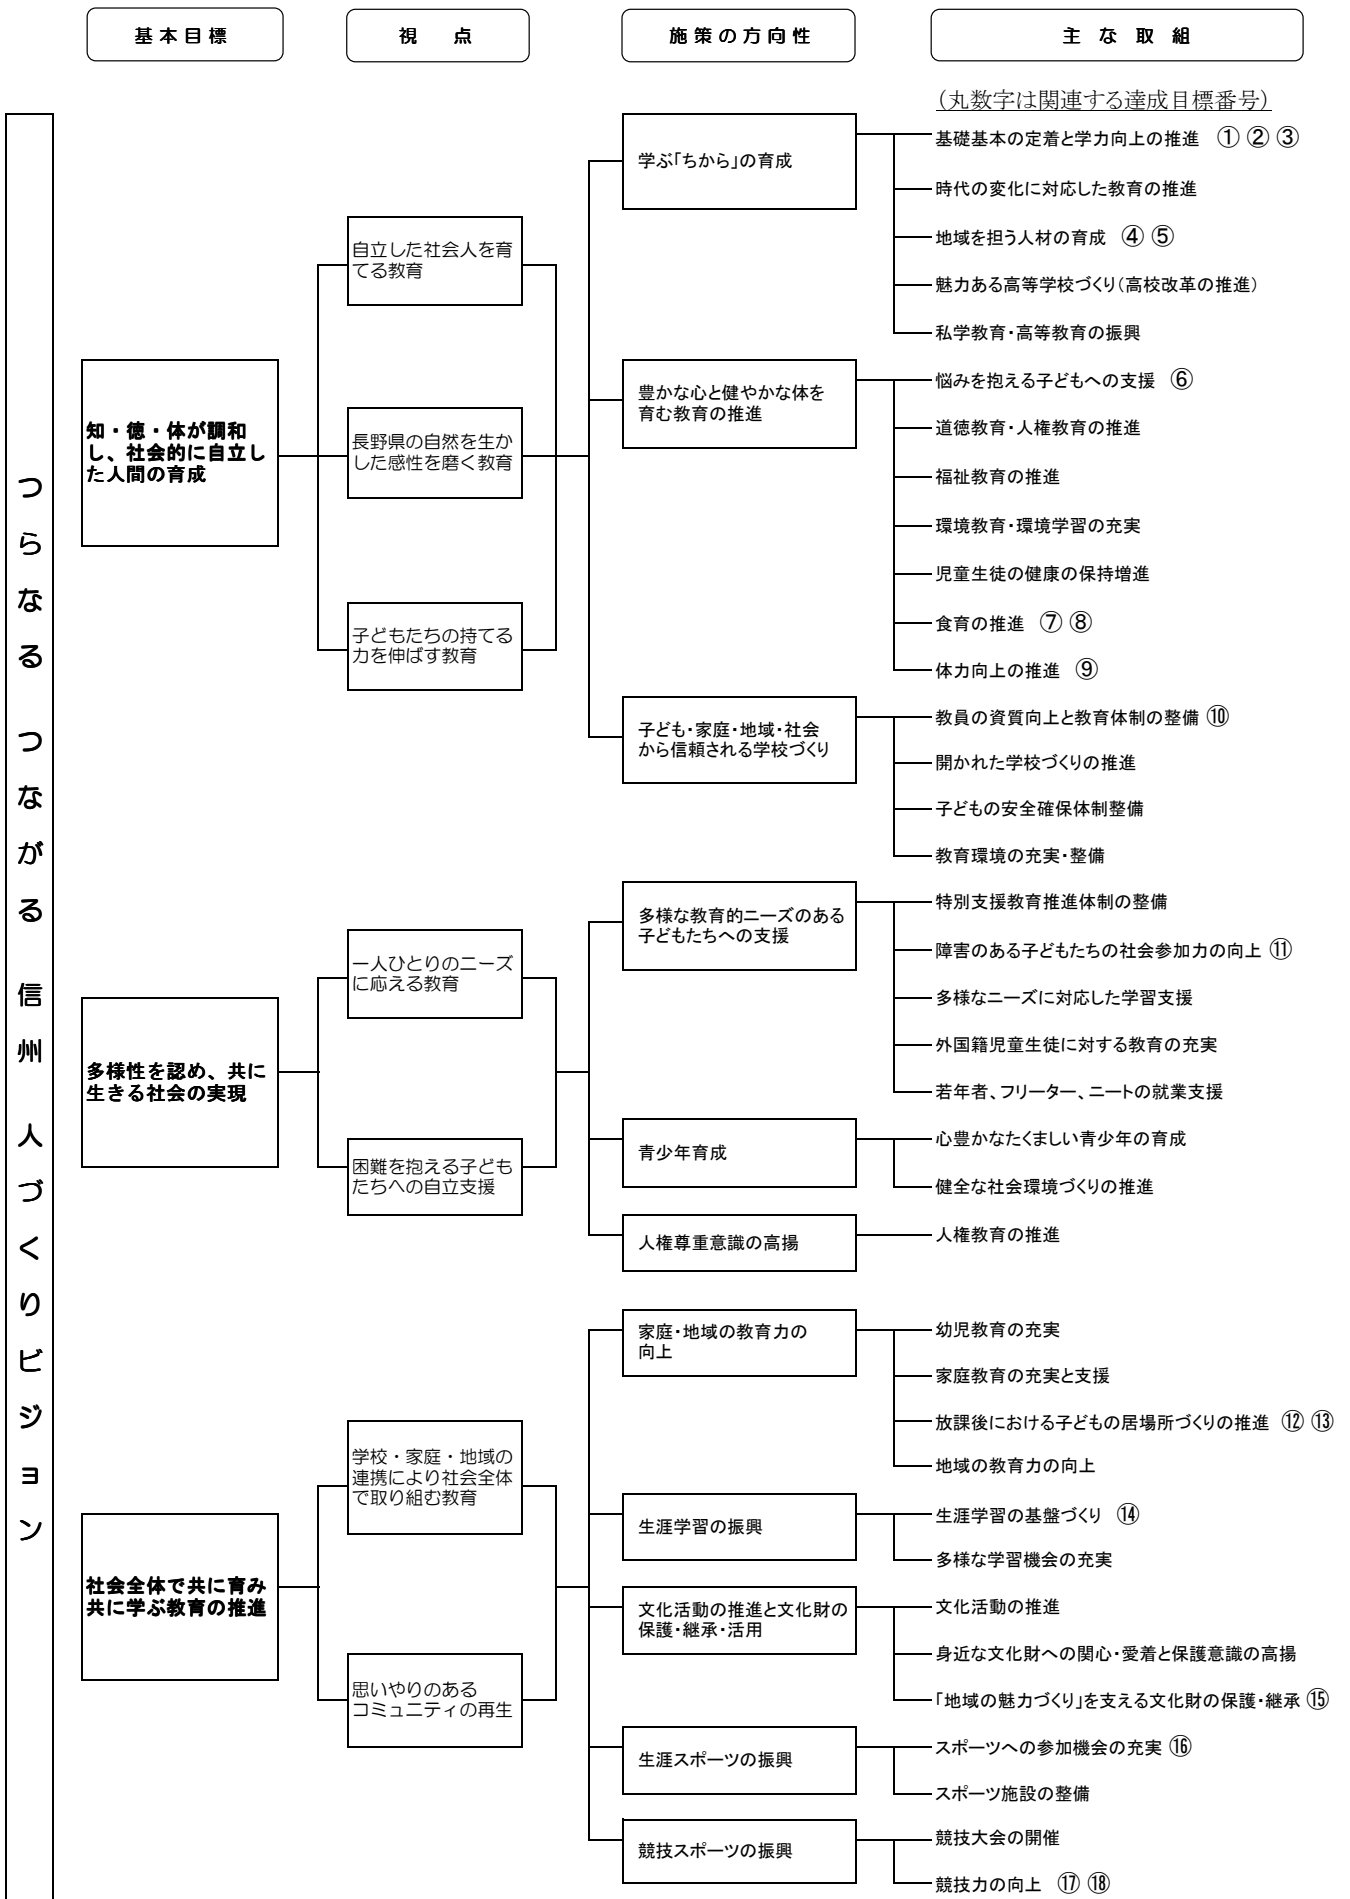 基本目標
視　点
施策の方向性
主な取組
(丸数字は関連する達成目標番号)
つらなる つながる 信州 人づくりビジョン
知・徳・体が調和
し、社会的に自立し
た人間の育成
自立した社会人を育
てる教育
長野県の自然を生か
した感性を磨く教育
子どもたちの持てる
力を伸ばす教育
学ぶ「ちから」の育成
基礎基本の定着と学力向上の推進 ① ② ③
時代の変化に対応した教育の推進
地域を担う人材の育成 ④ ⑤
魅力ある高等学校づくり(高校改革の推進)
私学教育・高等教育の振興
豊かな心と健やかな体を
育む教育の推進
悩みを抱える子どもへの支援 ⑥
道徳教育・人権教育の推進
福祉教育の推進
環境教育・環境学習の充実
児童生徒の健康の保持増進
食育の推進 ⑦ ⑧
体力向上の推進 ⑨
子ども・家庭・地域・社会
から信頼される学校づくり
教員の資質向上と教育体制の整備 ⑩
開かれた学校づくりの推進
子どもの安全確保体制整備
教育環境の充実・整備
多様性を認め、共に
生きる社会の実現
一人ひとりのニーズ
に応える教育
困難を抱える子ども
たちへの自立支援
多様な教育的ニーズのある
子どもたちへの支援
特別支援教育推進体制の整備
障害のある子どもたちの社会参加力の向上 ⑪
多様なニーズに対応した学習支援
外国籍児童生徒に対する教育の充実
若年者、フリーター、ニートの就業支援
青少年育成
心豊かなたくましい青少年の育成
健全な社会環境づくりの推進
人権尊重意識の高揚
人権教育の推進
社会全体で共に育み
共に学ぶ教育の推進
学校・家庭・地域の
連携により社会全体
で取り組む教育
思いやりのある
コミュニティの再生
家庭・地域の教育力の
向上
幼児教育の充実
家庭教育の充実と支援
放課後における子どもの居場所づくりの推進 ⑫ ⑬
地域の教育力の向上
生涯学習の振興
生涯学習の基盤づくり ⑭
多様な学習機会の充実
文化活動の推進と文化財の
保護・継承・活用
文化活動の推進
身近な文化財への関心・愛着と保護意識の高揚
「地域の魅力づくり」を支える文化財の保護・継承 ⑮
生涯スポーツの振興
スポーツへの参加機会の充実 ⑯
スポーツ施設の整備
競技スポーツの振興
競技大会の開催
競技力の向上 ⑰ ⑱